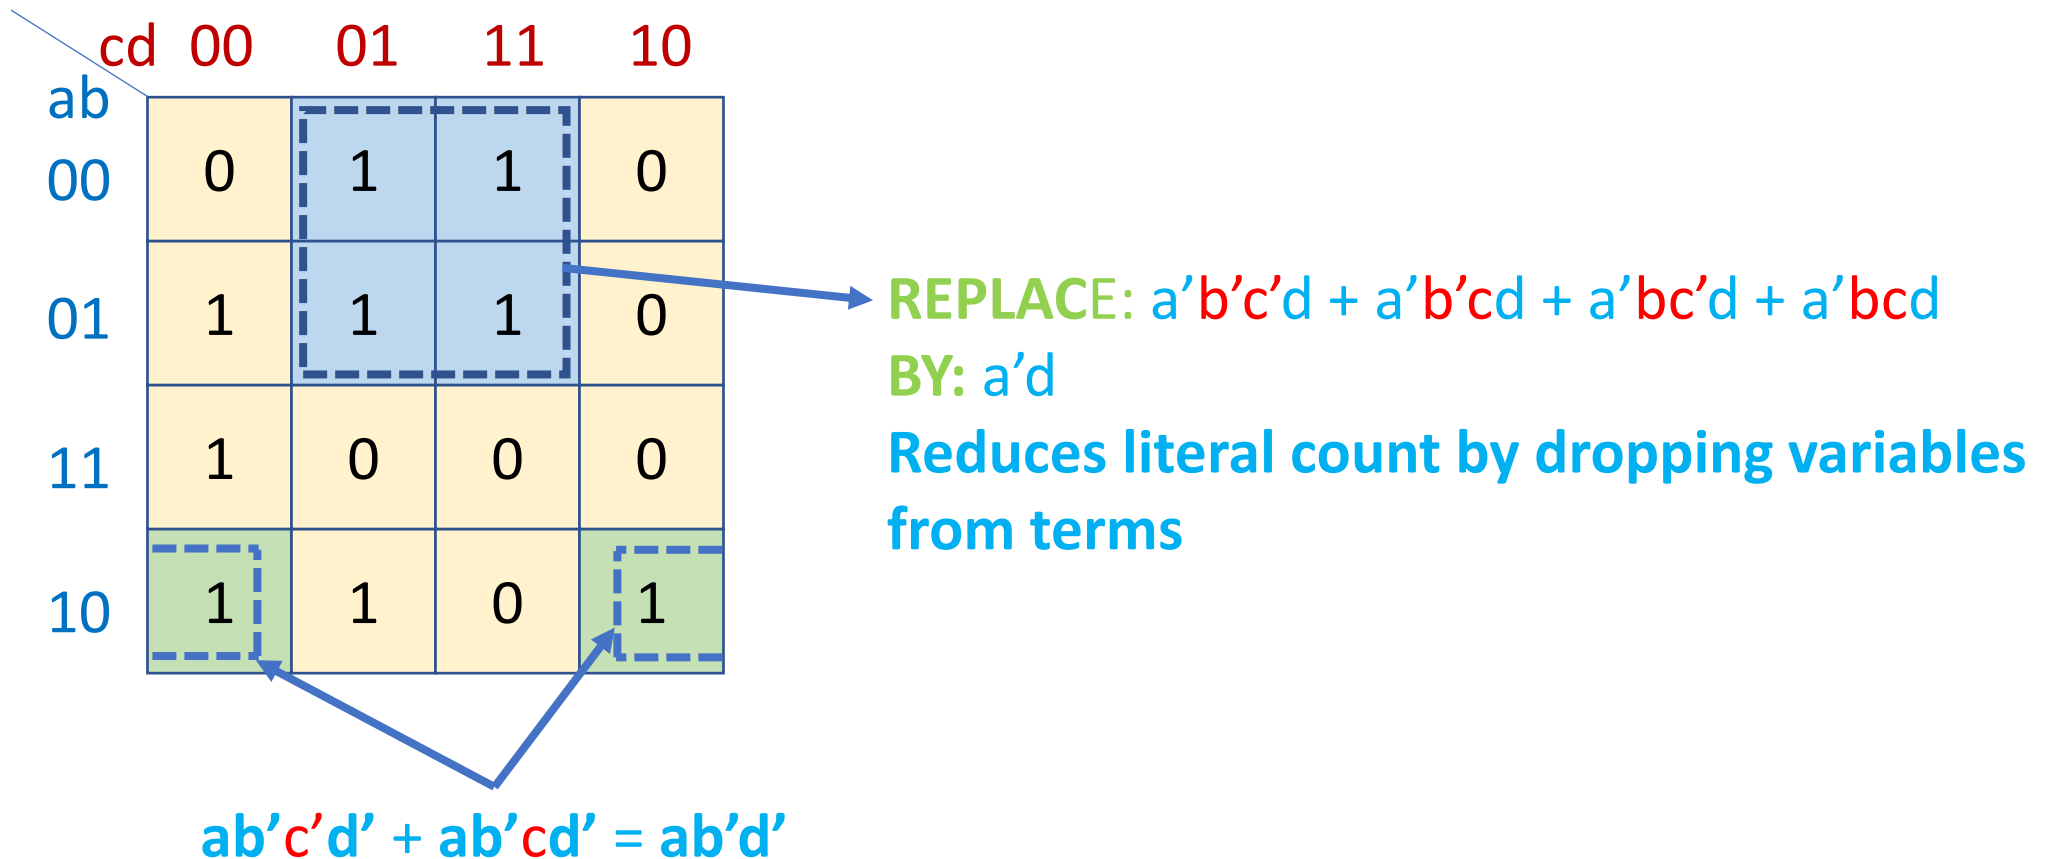 cd 00 01 11 10
ab
00 0 1 1 0
01 1 1 1 0
11 1 0 0 0
10 1 1 0 1
REPLACE: a’b’c’d + a’b’cd + a’bc’d + a’bcd
BY: a’d
Reduces literal count by dropping variables
from terms
ab’c’d’ + ab’cd’ = ab’d’